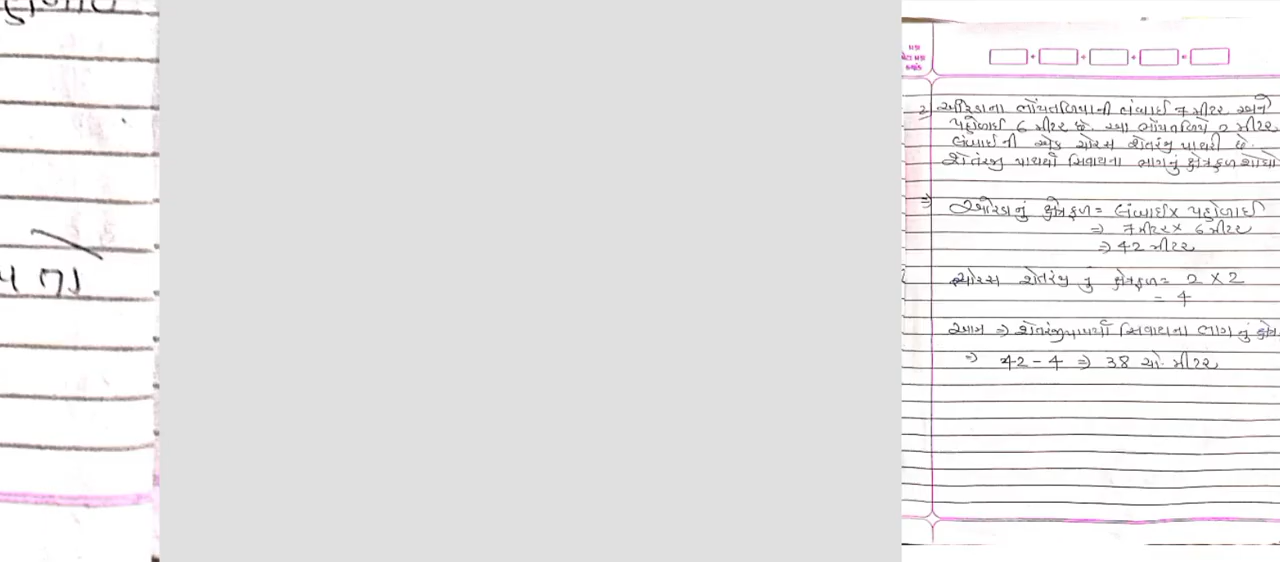 2) ઓરડાના ભોંયતળિયાની લંબાઈ 7 મીટર અને
પહોળાઈ 6 મીટર છે. આ ભોંયતળિયે 2 મીટર
લંબાઈ ની એક ચોરસ શેતરંજી પાથરી છે.
શેતરંજી પાથર્યા સિવાયના ભાગનું ક્ષેત્રફળ શોધો
⇒ ઓરડાનું ક્ષેત્રફળ = લંબાઈ x પહોળાઈ
⇒ 7 મીટર x 6 મીટર
⇒ 42 મીટર
ચોરસ શેતરંજી નું ક્ષેત્રફળ = 2 x 2
= 4
આમ ⇒ શેતરંજી પાથર્યા સિવાયના ભાગ નું ક્ષેત્ર
⇒ 42 - 4 ⇒ 38 ચો. મીટર